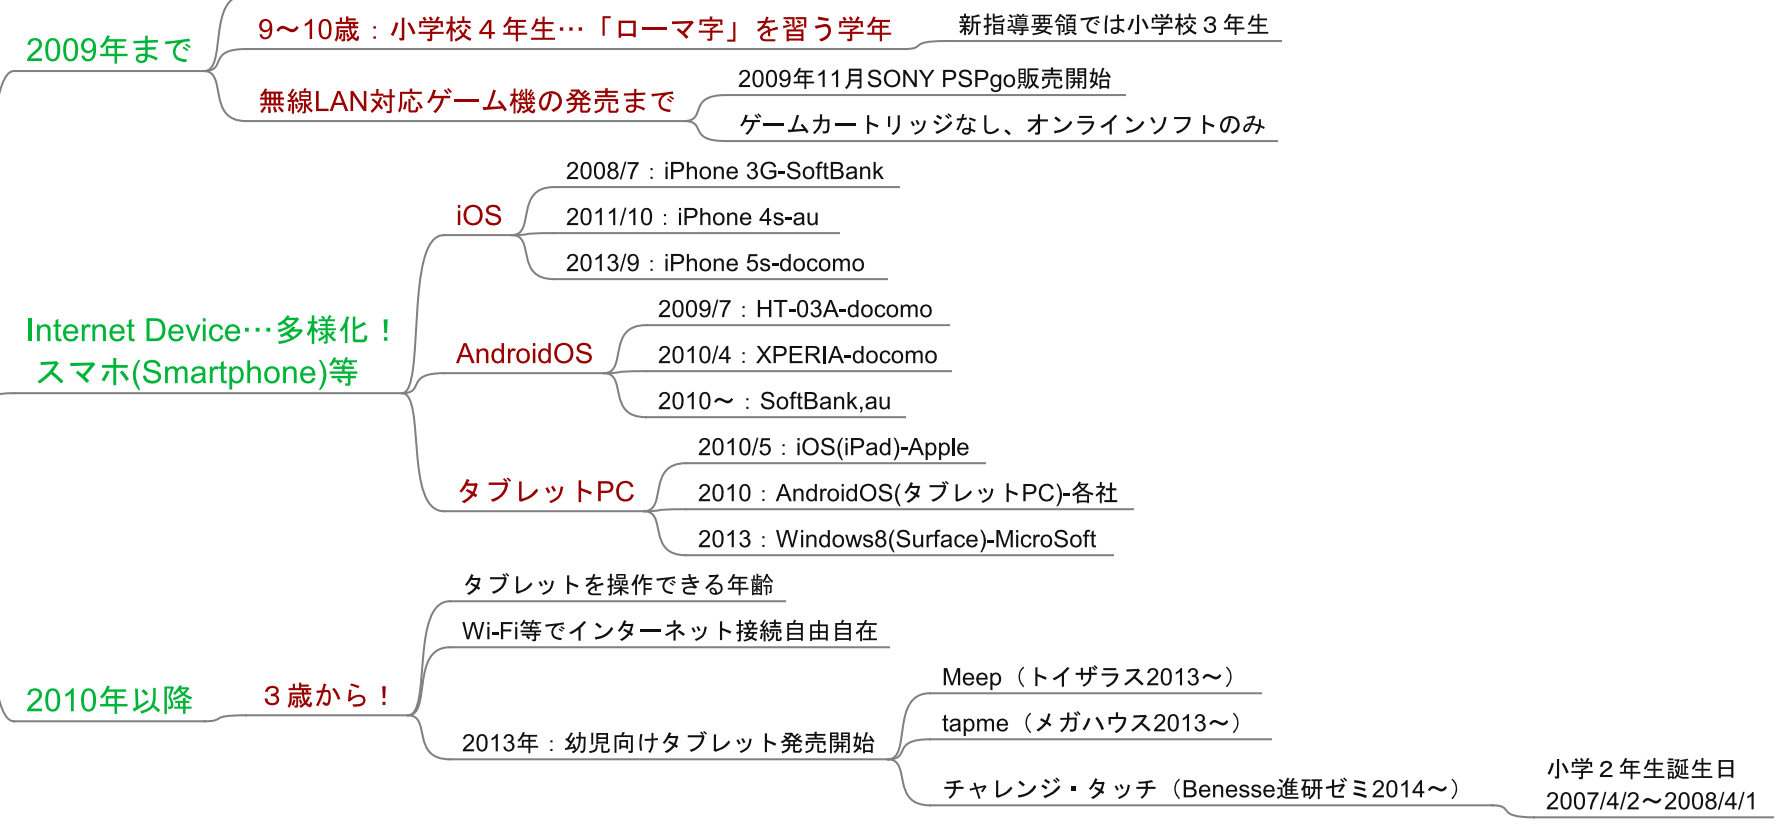 2009年まで
9〜10歳：小学校４年生…「ローマ字」を習う学年
新指導要領では小学校３年生
無線LAN対応ゲーム機の発売まで
2009年11月SONY PSPgo販売開始
ゲームカートリッジなし、オンラインソフトのみ
Internet Device…多様化！
スマホ(Smartphone)等
iOS
2008/7：iPhone 3G-SoftBank
2011/10：iPhone 4s-au
2013/9：iPhone 5s-docomo
AndroidOS
2009/7：HT-03A-docomo
2010/4：XPERIA-docomo
2010〜：SoftBank,au
タブレットPC
2010/5：iOS(iPad)-Apple
2010：AndroidOS(タブレットPC)-各社
2013：Windows8(Surface)-MicroSoft
2010年以降
３歳から！
タブレットを操作できる年齢
Wi-Fi等でインターネット接続自由自在
2013年：幼児向けタブレット発売開始
Meep（トイザラス2013〜）
tapme（メガハウス2013〜）
チャレンジ・タッチ（Benesse進研ゼミ2014〜）
小学２年生誕生日
2007/4/2〜2008/4/1